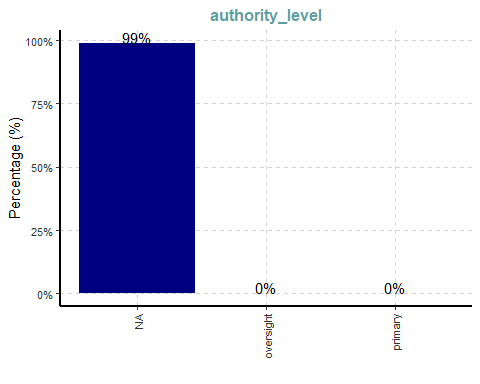 authority_level
Percentage (%)
100%
75%
50%
25%
0%
99%
0%
0%
NA
oversight
primary